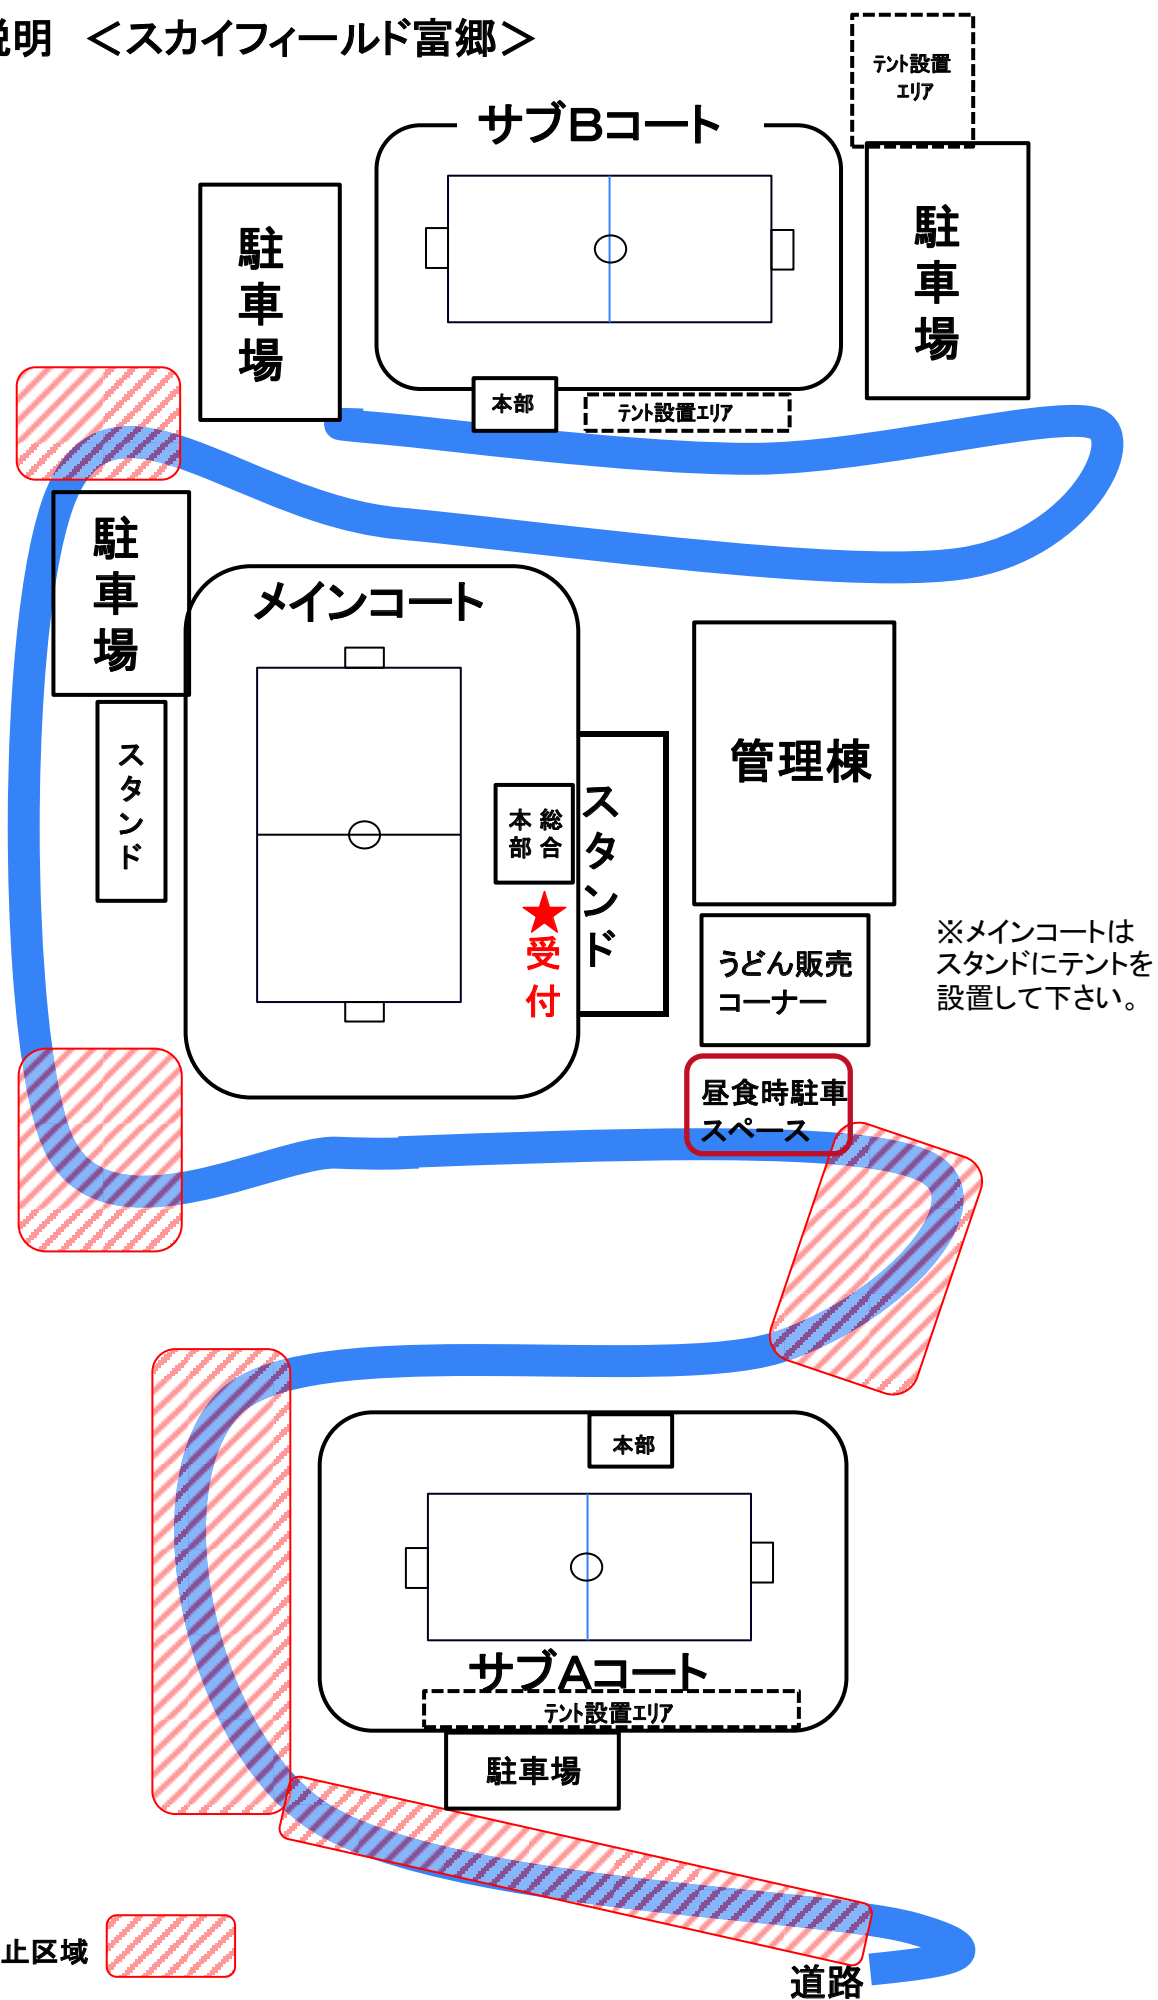 説明 ＜スカイフィールド富郷＞
テント設置
エリア
サブBコート
駐車場
駐車場
本部
テント設置エリア
駐車場
メインコート
スタンド
総合
本部
スタンド
管理棟
★
受付
うどん販売
コーナー
※メインコートは
スタンドにテントを
設置して下さい。
昼食時駐車
スペース
本部
サブAコート
テント設置エリア
駐車場
止区域
道路